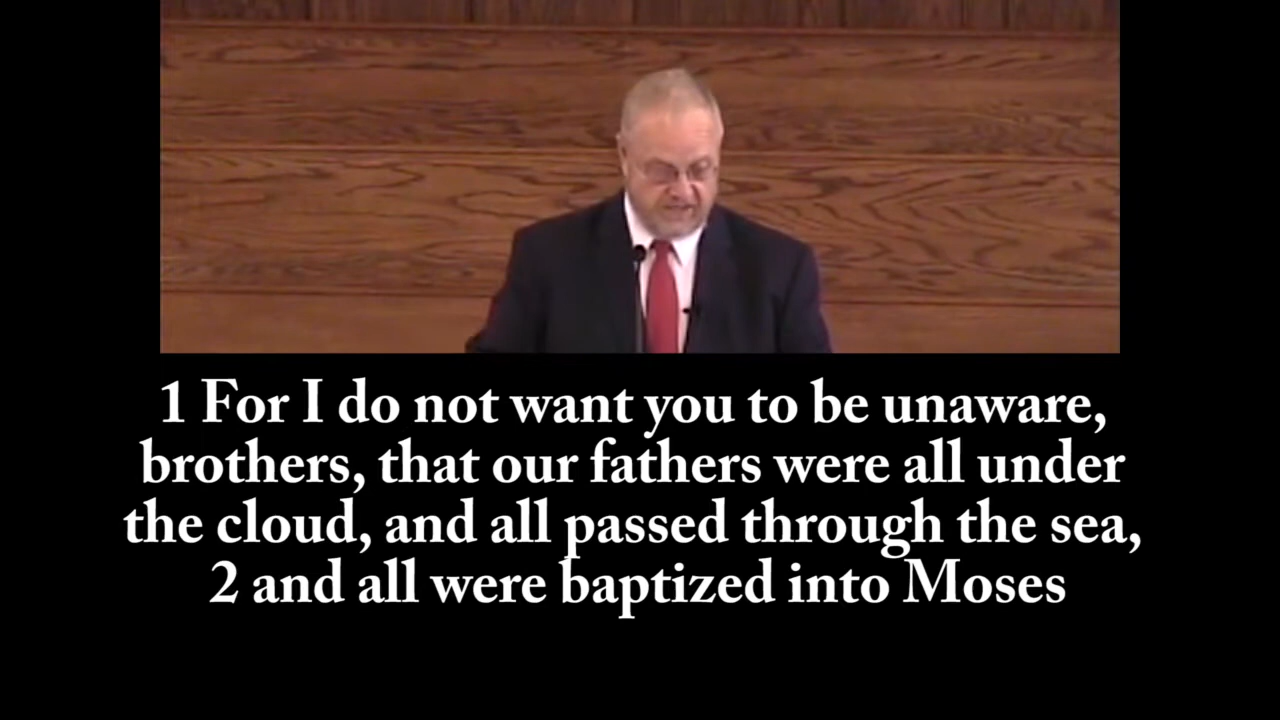 1 For I do not want you to be unaware,
brothers, that our fathers were all under
the cloud, and all passed through the sea,
2 and all were baptized into Moses